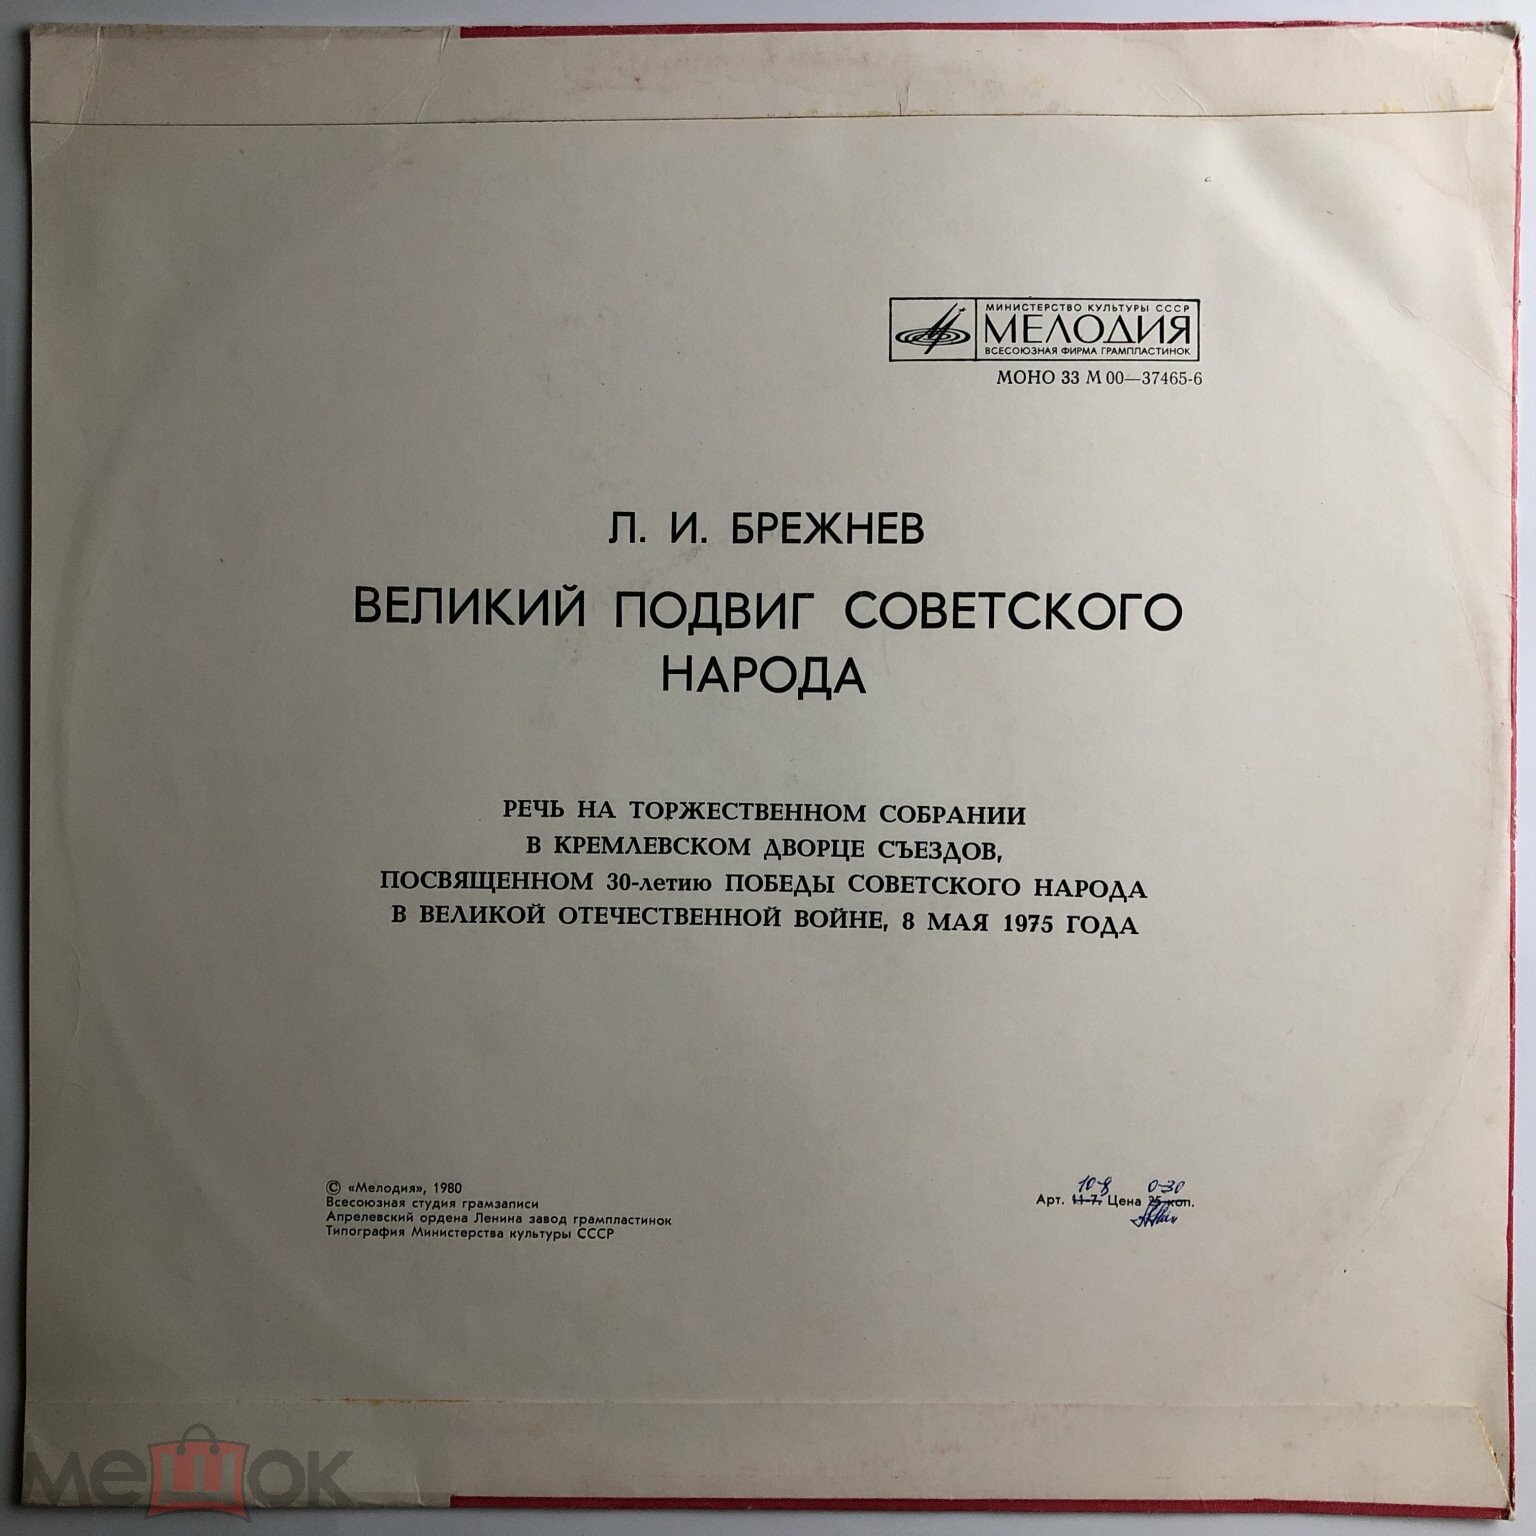 МИНИСТЕРСТВО КУЛЬТУРЫ СССР
МЕЛОДИЯ
ВСЕСОЮЗНАЯ ФИРМА ГРАМПЛАСТИНОК
МОНО 33 М 00—37465-6
Л. И. БРЕЖНЕВ
ВЕЛИКИЙ ПОДВИГ СОВЕТСКОГО
НАРОДА
РЕЧЬ НА ТОРЖЕСТВЕННОМ СОБРАНИИ
В КРЕМЛЕВСКОМ ДВОРЦЕ СЪЕЗДОВ,
ПОСВЯЩЕННОМ 30-летию ПОБЕДЫ СОВЕТСКОГО НАРОДА
В ВЕЛИКОЙ ОТЕЧЕСТВЕННОЙ ВОЙНЕ, 8 МАЯ 1975 ГОДА
© «Мелодия», 1980
Всесоюзная студия грамзаписи
Апрелевский ордена Ленина завод грампластинок
Типография Министерства культуры СССР
10-8 0-30
Арт. 11-7. Цена 25 коп.
мешок